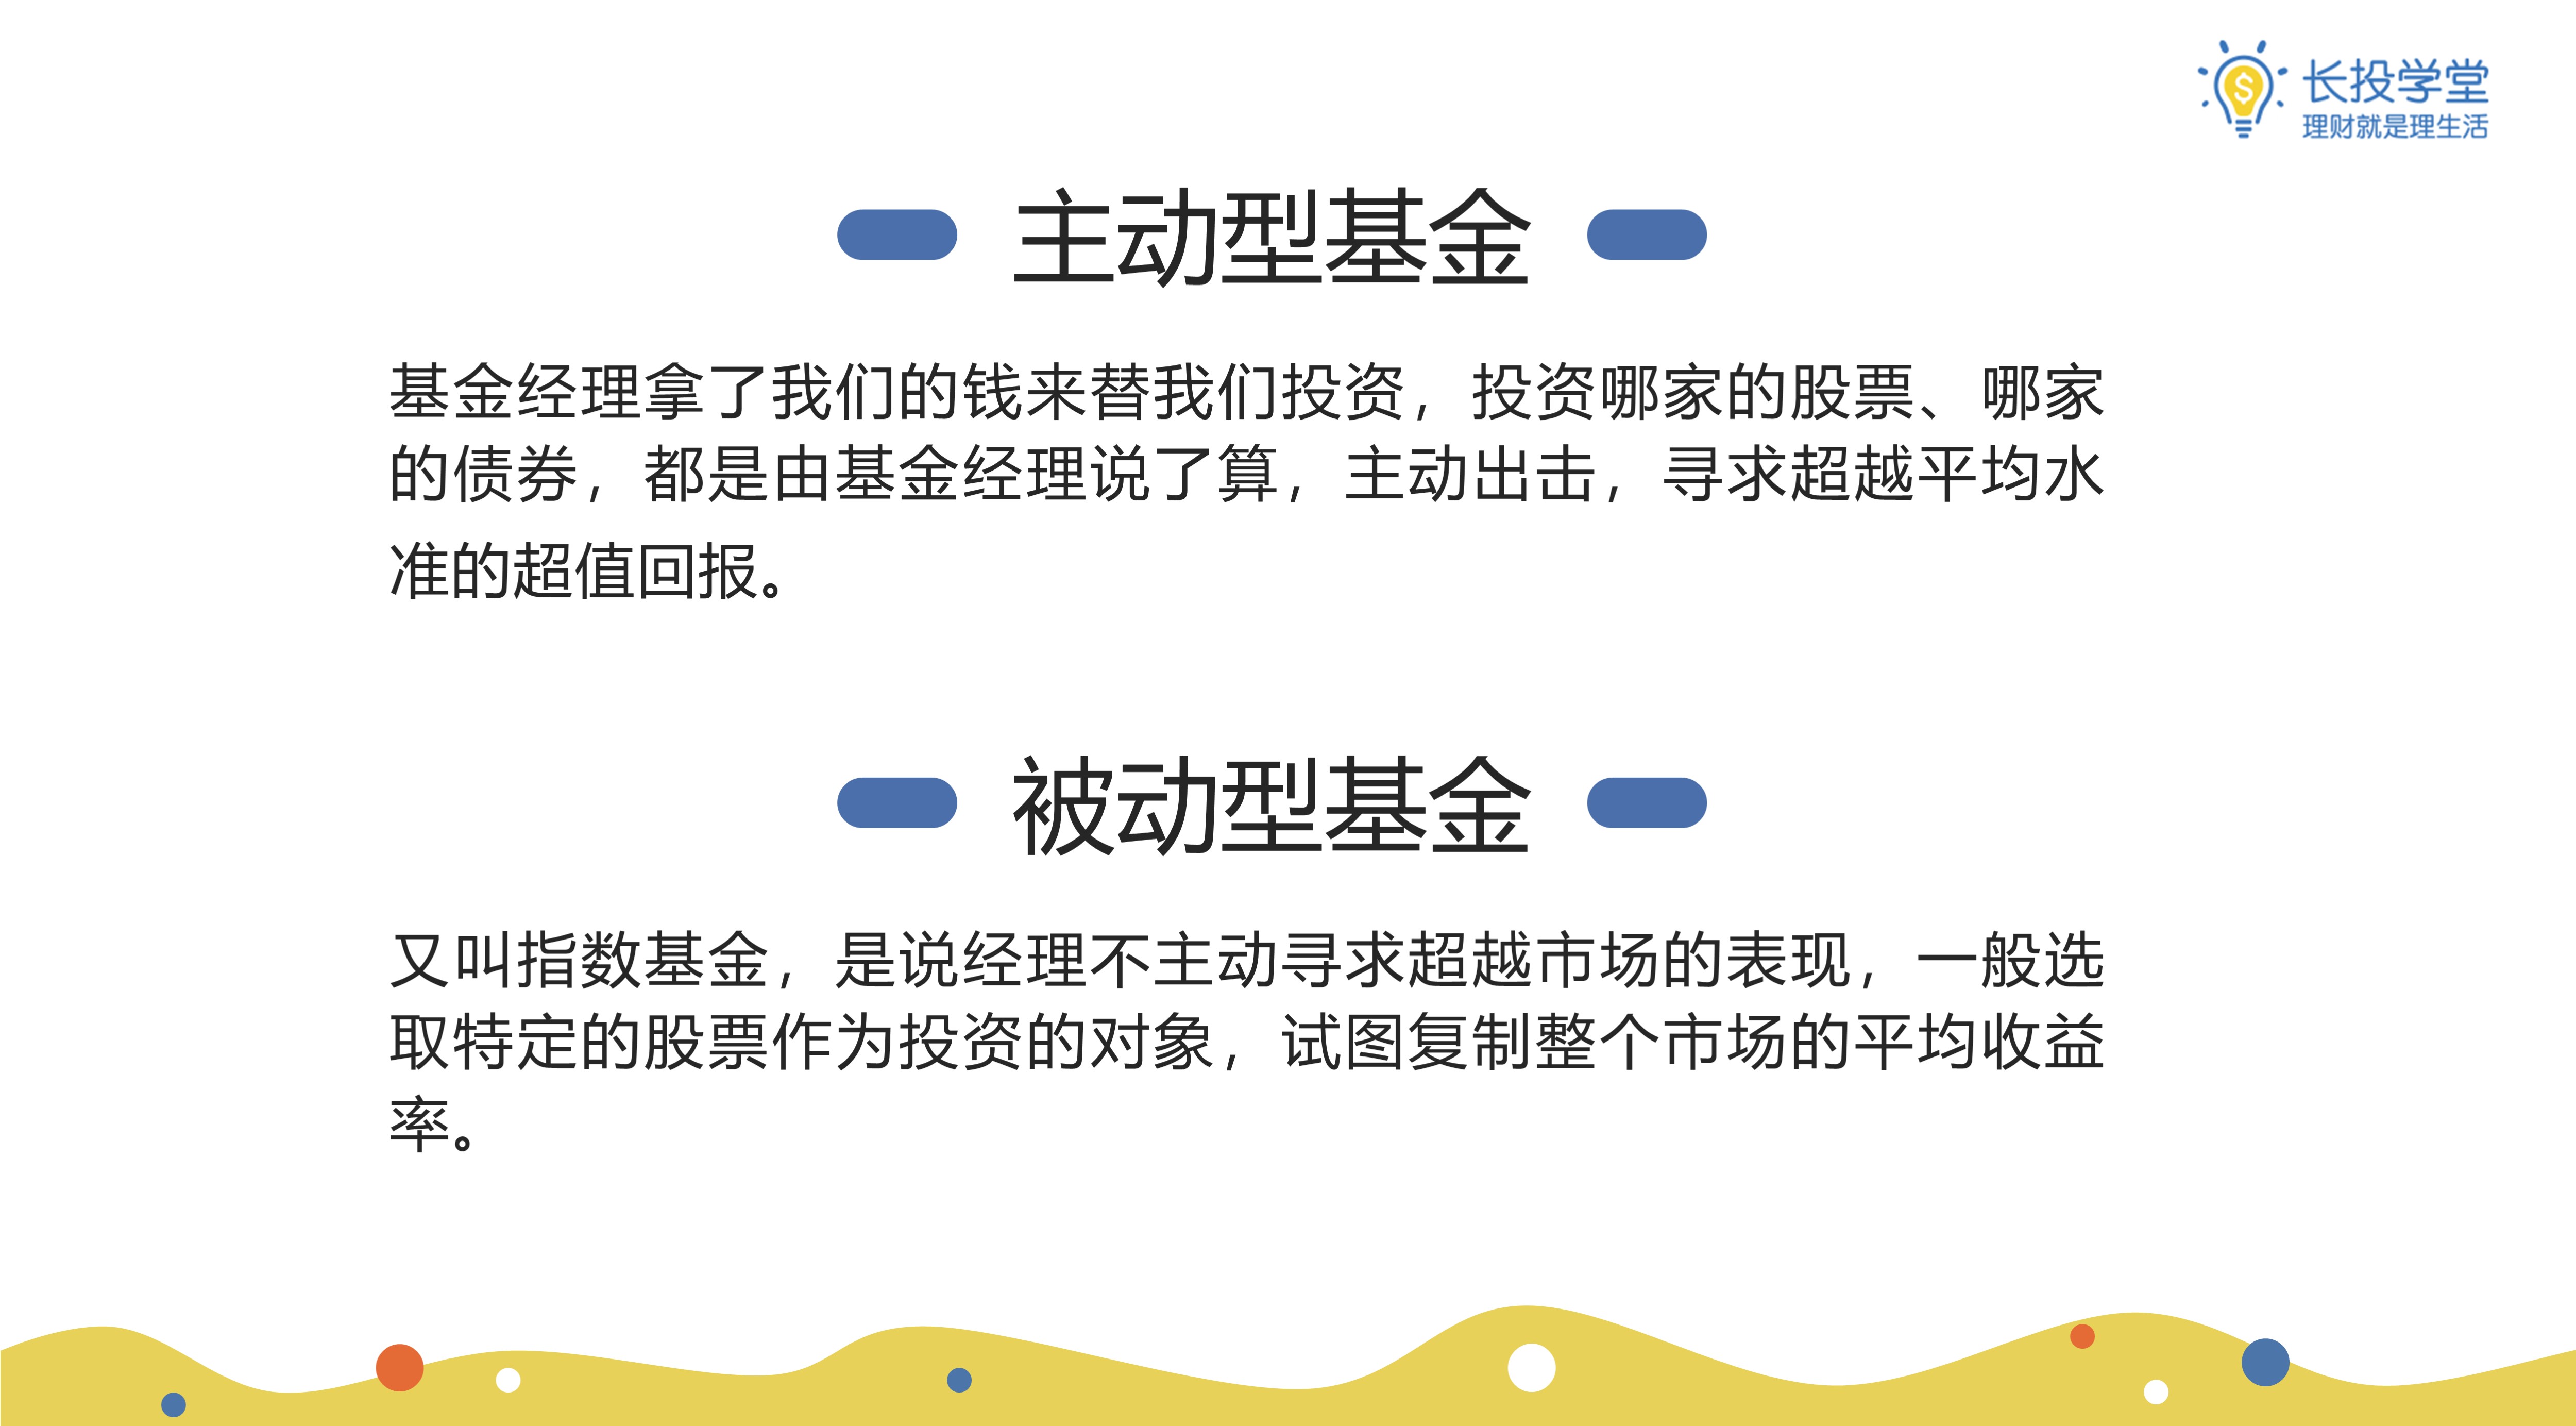 长投学堂
理财就是理生活
主动型基金
基金经理拿了我们的钱来替我们投资，投资哪家的股票、哪家
的债券，都是由基金经理说了算，主动出击，寻求超越平均水
准的超值回报。
被动型基金
又叫指数基金，是说经理不主动寻求超越市场的表现，一般选
取特定的股票作为投资的对象，试图复制整个市场的平均收益
率。